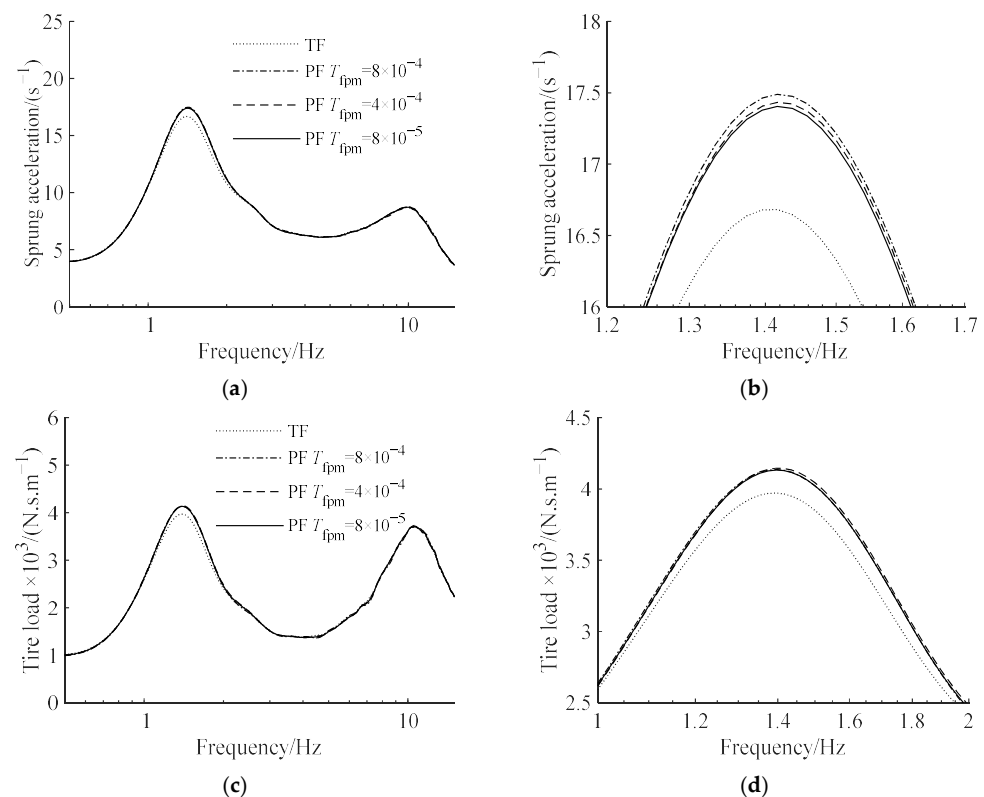 25
20
15
10
5
0
Sprung acceleration/(s⁻¹)
TF
PF T_fpm=8×10⁻⁴
PF T_fpm=4×10⁻⁴
PF T_fpm=8×10⁻⁵
1 10
Frequency/Hz
(a)
18
17.5
17
16.5
16
Sprung acceleration/(s⁻¹)
1.2 1.3 1.4 1.5 1.6 1.7
Frequency/Hz
(b)
6
5
4
3
2
1
0
Tire load ×10³/(N.s.m⁻¹)
TF
PF T_fpm=8×10⁻⁴
PF T_fpm=4×10⁻⁴
PF T_fpm=8×10⁻⁵
1 10
Frequency/Hz
(c)
4.5
4
3.5
3
2.5
Tire load ×10³/(N.s.m⁻¹)
1 1.2 1.4 1.6 1.8 2
Frequency/Hz
(d)